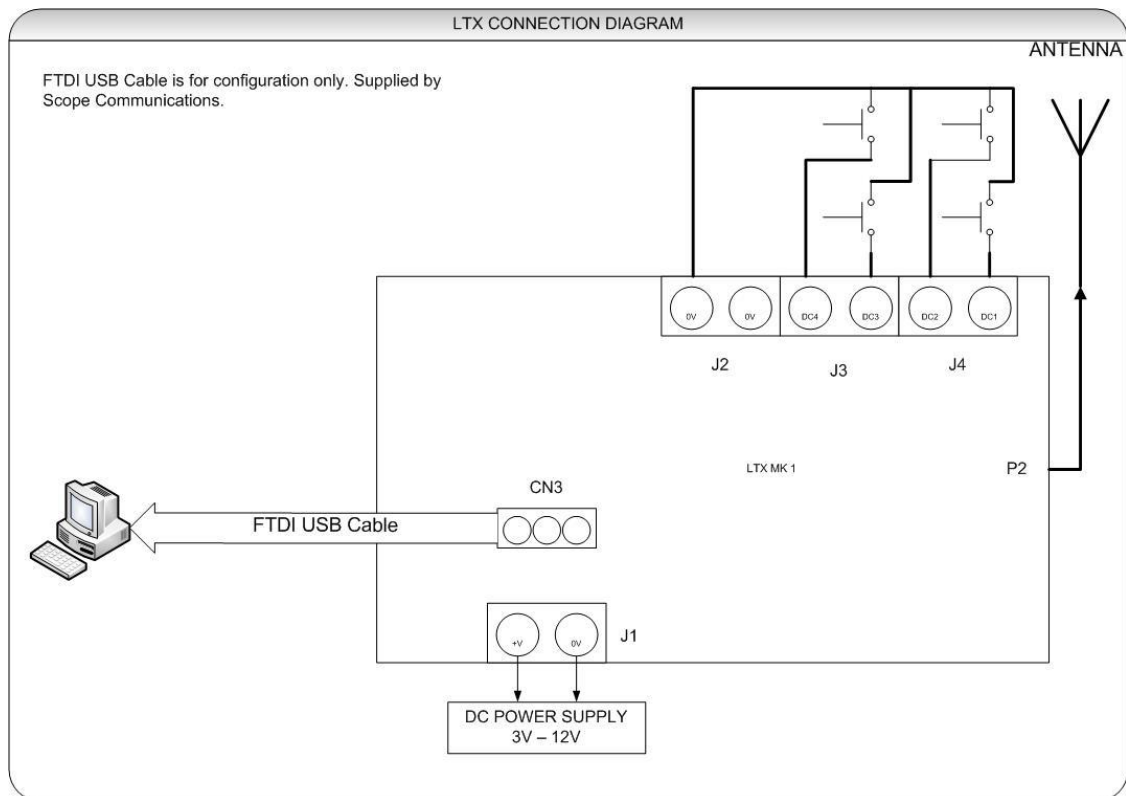 LTX CONNECTION DIAGRAM
ANTENNA
FTDI USB Cable is for configuration only. Supplied by
Scope Communications.
0V
0V
DC4
DC3
DC2
DC1
J2
J3
J4
LTX MK 1
P2
CN3
FTDI USB Cable
+V
0V
J1
DC POWER SUPPLY
3V – 12V